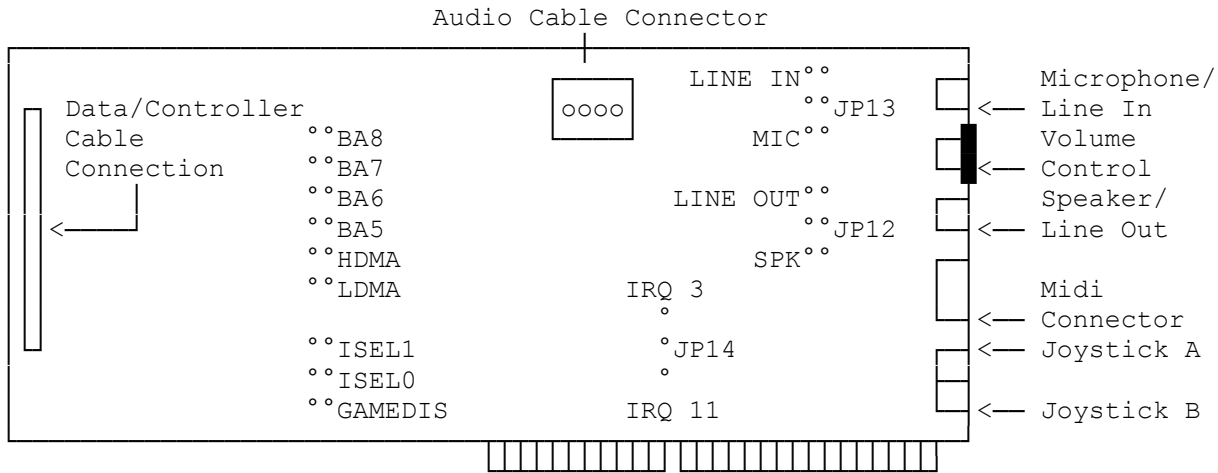 Audio Cable Connector
LINE IN°° Microphone/
Data/Controller oooo °°JP13 <── Line In
Cable °°BA8 MIC°° Volume
Connection °°BA7 <── Control
°°BA6 LINE OUT°° Speaker/
<──── °°BA5 °°JP12 <── Line Out
°°HDMA SPK°°
°°LDMA IRQ 3 Midi
° <── Connector
°°ISEL1 °JP14 <── Joystick A
°°ISEL0 °
°°GAMEDIS IRQ 11 <── Joystick B